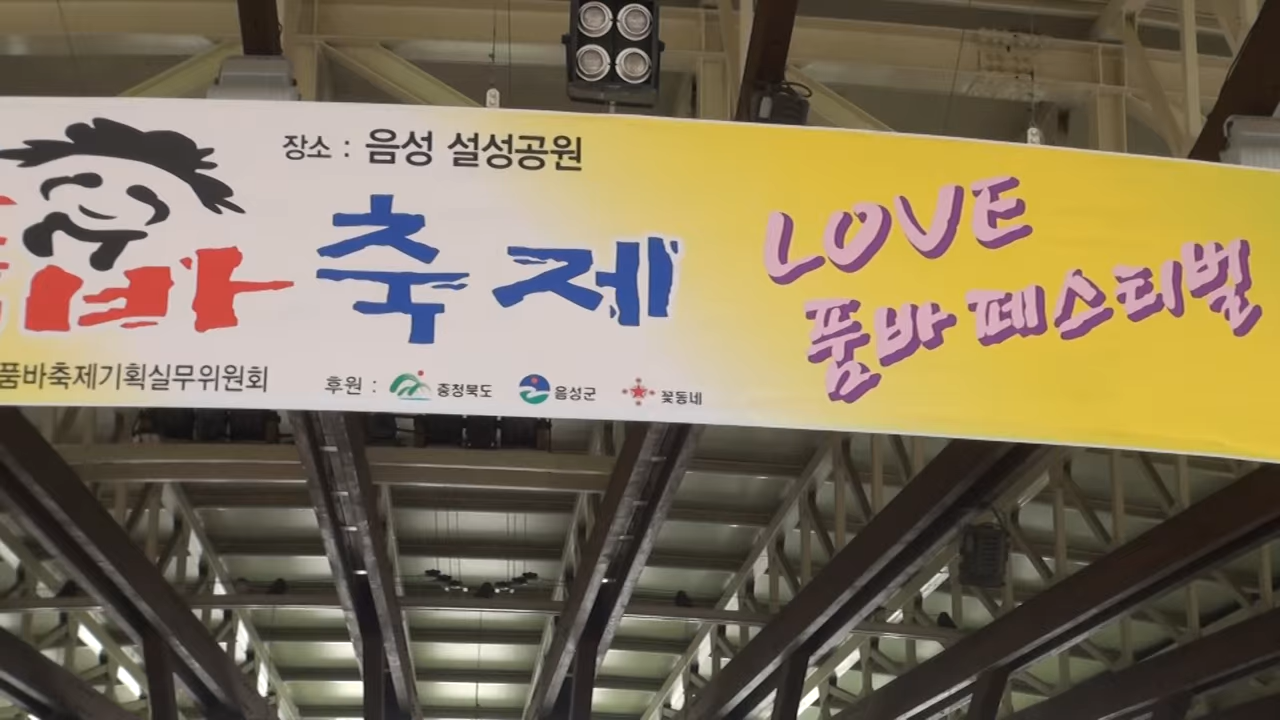 장소 : 음성 설성공원
바 축제
품바축제기획실무위원회
후원 : 충청북도 음성군 꽃동네
LOVE
품바 페스티벌